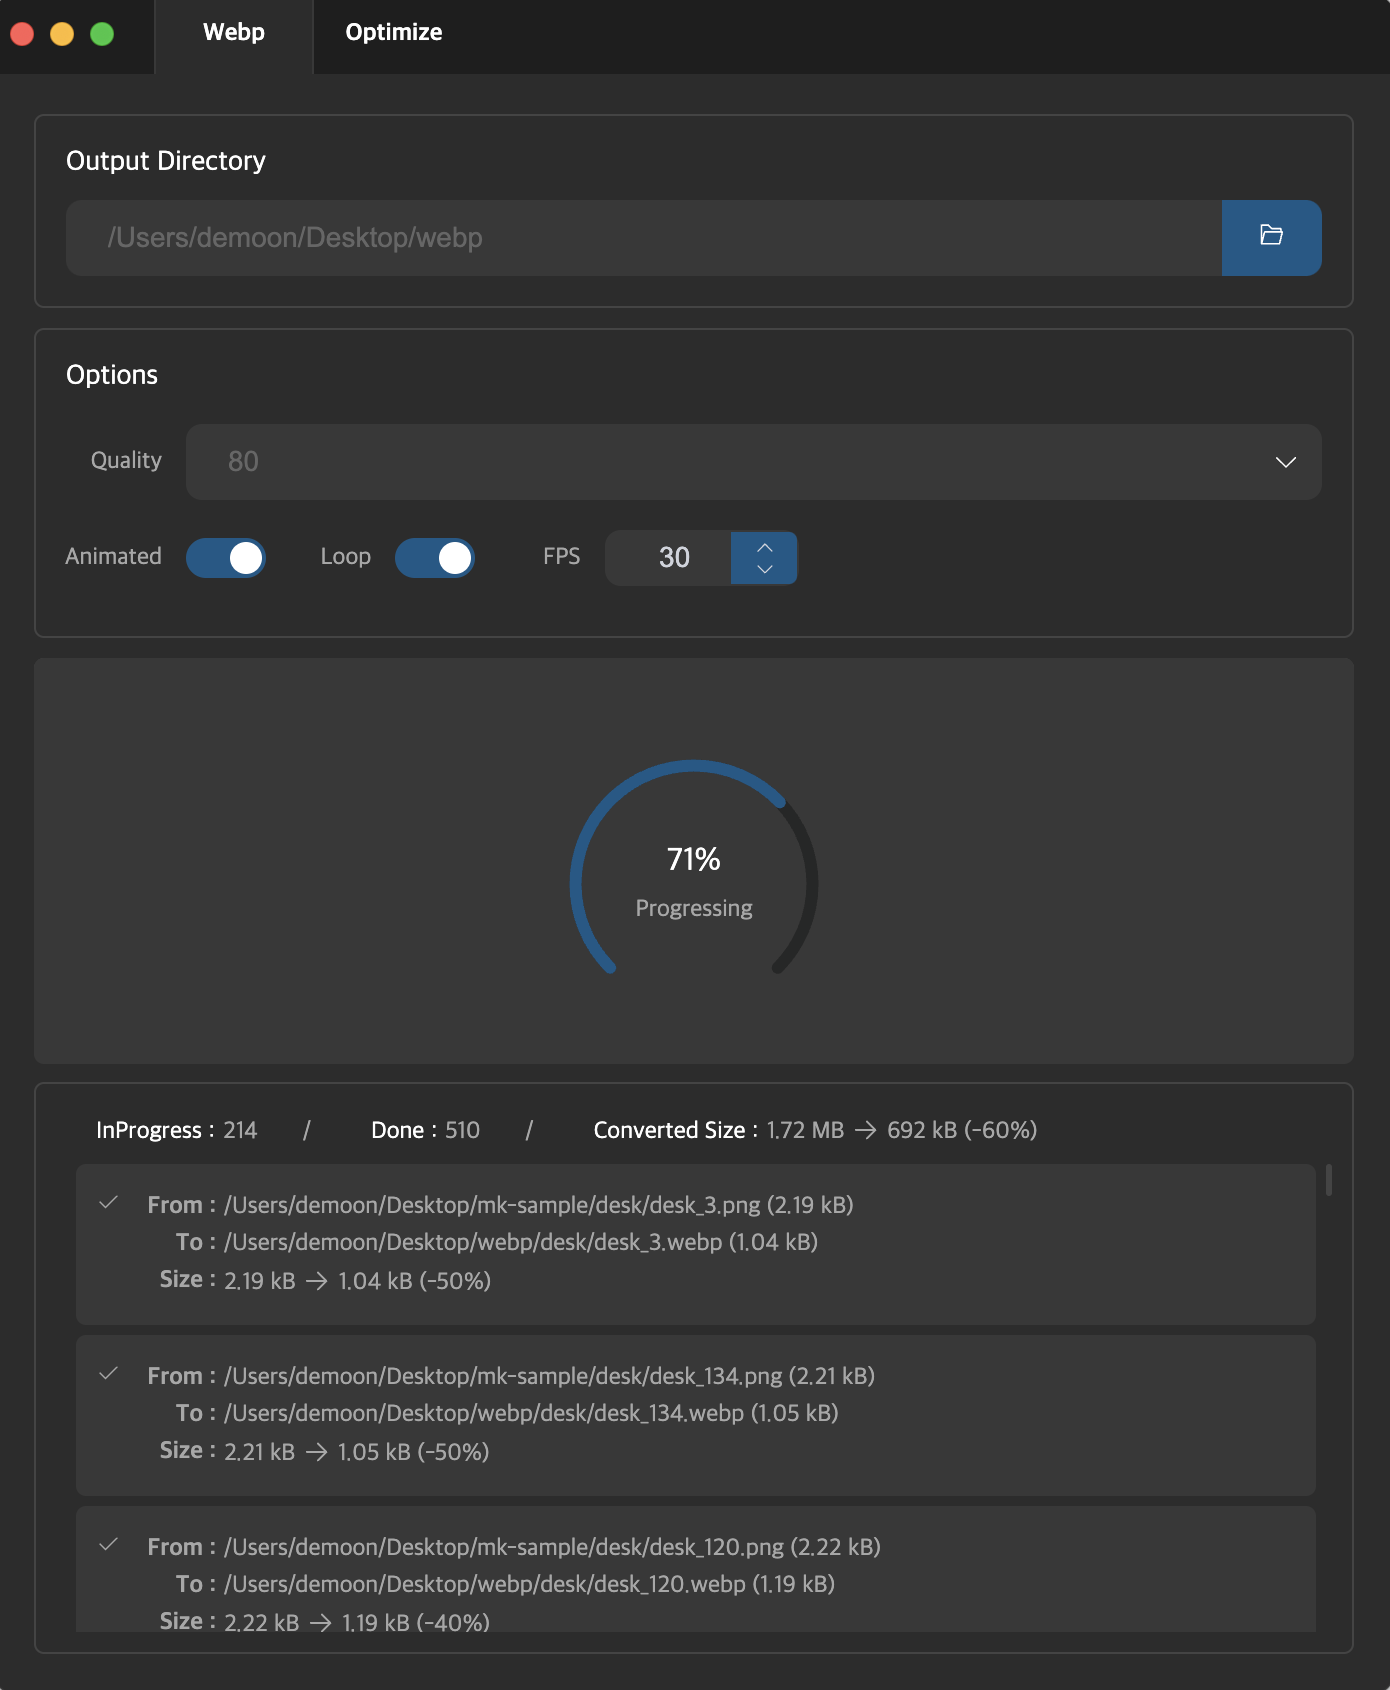 Webp Optimize
Output Directory
/Users/demoon/Desktop/webp
Options
Quality 80
Animated Loop FPS 30
71%
Progressing
InProgress : 214 / Done : 510 / Converted Size : 1.72 MB → 692 kB (-60%)
From : /Users/demoon/Desktop/mk-sample/desk/desk_3.png (2.19 kB)
To : /Users/demoon/Desktop/webp/desk/desk_3.webp (1.04 kB)
Size : 2.19 kB → 1.04 kB (-50%)
From : /Users/demoon/Desktop/mk-sample/desk/desk_134.png (2.21 kB)
To : /Users/demoon/Desktop/webp/desk/desk_134.webp (1.05 kB)
Size : 2.21 kB → 1.05 kB (-50%)
From : /Users/demoon/Desktop/mk-sample/desk/desk_120.png (2.22 kB)
To : /Users/demoon/Desktop/webp/desk/desk_120.webp (1.19 kB)
Size : 2.22 kB → 1.19 kB (-40%)